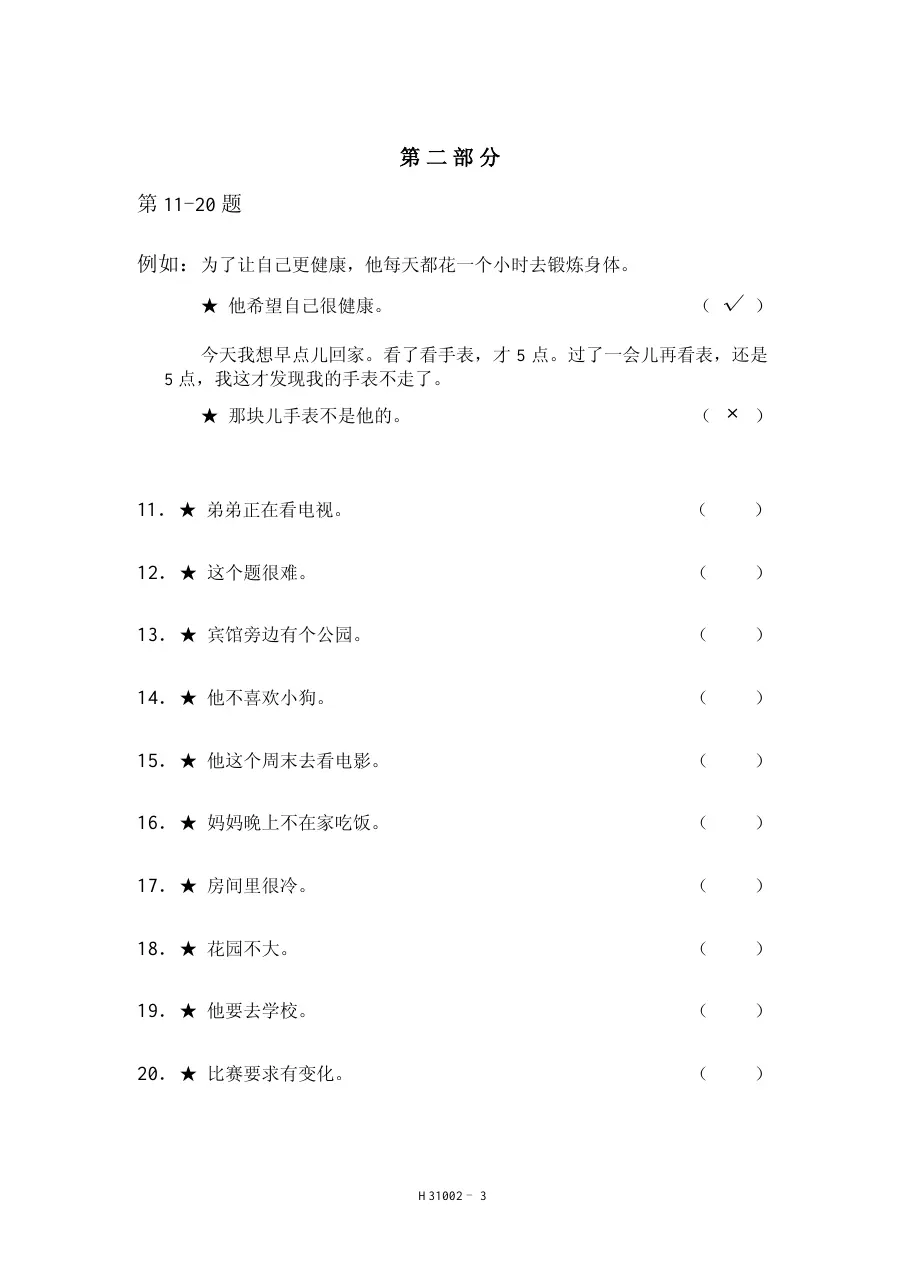 第二部分
第 11-20 题
例如：为了让自己更健康，他每天都花一个小时去锻炼身体。
★ 他希望自己很健康。 （ √ ）
今天我想早点儿回家。看了看手表，才 5 点。过了一会儿再看表，还是
5 点，我这才发现我的手表不走了。
★ 那块儿手表不是他的。 （ × ）
11. ★ 弟弟正在看电视。 （ ）
12. ★ 这个题很难。 （ ）
13. ★ 宾馆旁边有个公园。 （ ）
14. ★ 他不喜欢小狗。 （ ）
15. ★ 他这个周末去看电影。 （ ）
16. ★ 妈妈晚上不在家吃饭。 （ ）
17. ★ 房间里很冷。 （ ）
18. ★ 花园不大。 （ ）
19. ★ 他要去学校。 （ ）
20. ★ 比赛要求有变化。 （ ）
H31002 - 3